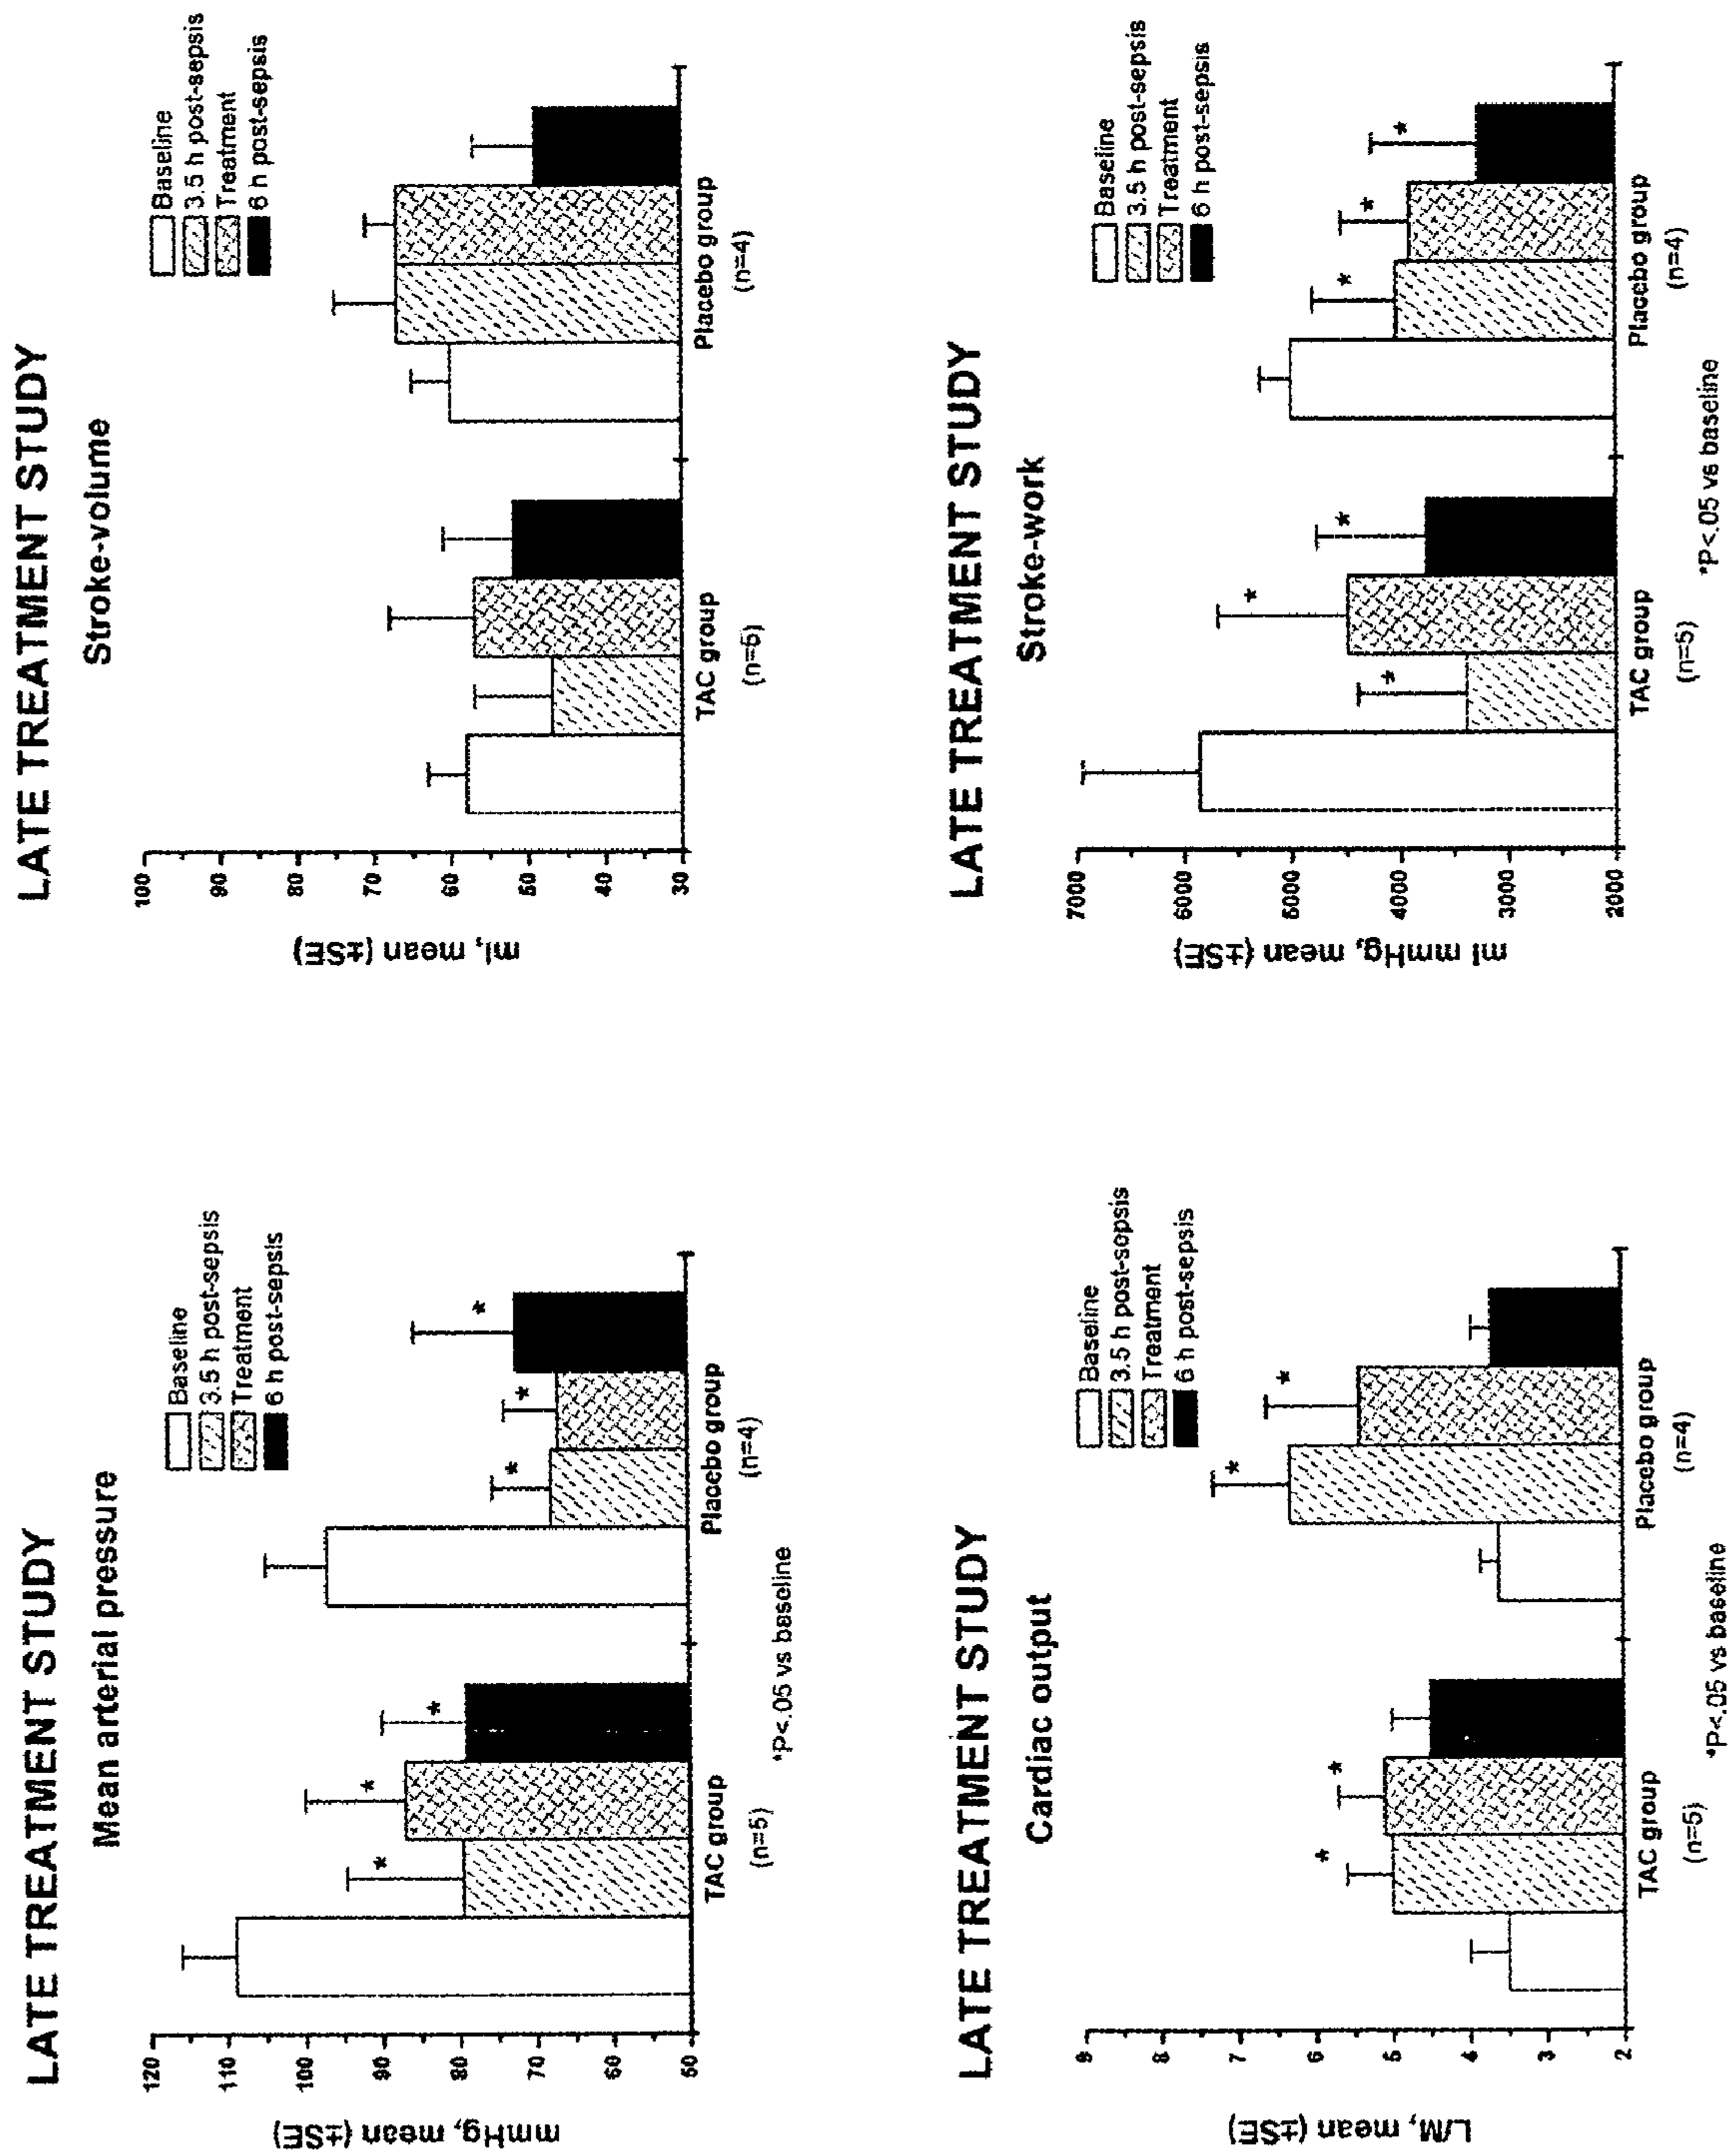 LATE TREATMENT STUDY
Mean arterial pressure
mmHg, mean (±SE)
120
110
100
90
80
70
60
50
Baseline
3.5 h post-sepsis
Treatment
6 h post-sepsis
*
*
*
*
*
*
TAC group
(n=5)
Placebo group
(n=4)
*P<.05 vs baseline
LATE TREATMENT STUDY
Stroke-volume
ml, mean (±SE)
100
90
80
70
60
50
40
30
Baseline
3.5 h post-sepsis
Treatment
6 h post-sepsis
TAC group
(n=5)
Placebo group
(n=4)
LATE TREATMENT STUDY
Cardiac output
L/M, mean (±SE)
9
8
7
6
5
4
3
2
Baseline
3.5 h post-sopsis
Treatment
6 h post-sepsis
*
*
*
*
TAC group
(n=5)
Placebo group
(n=4)
*P<.05 vs baseline
LATE TREATMENT STUDY
Stroke-work
ml mmHg, mean (±SE)
7000
6000
5000
4000
3000
2000
Baseline
3.5 h post-sepsis
Treatment
6 h post-sepsis
*
*
*
*
*
*
TAC group
(n=5)
Placebo group
(n=4)
*P<.05 vs baseline